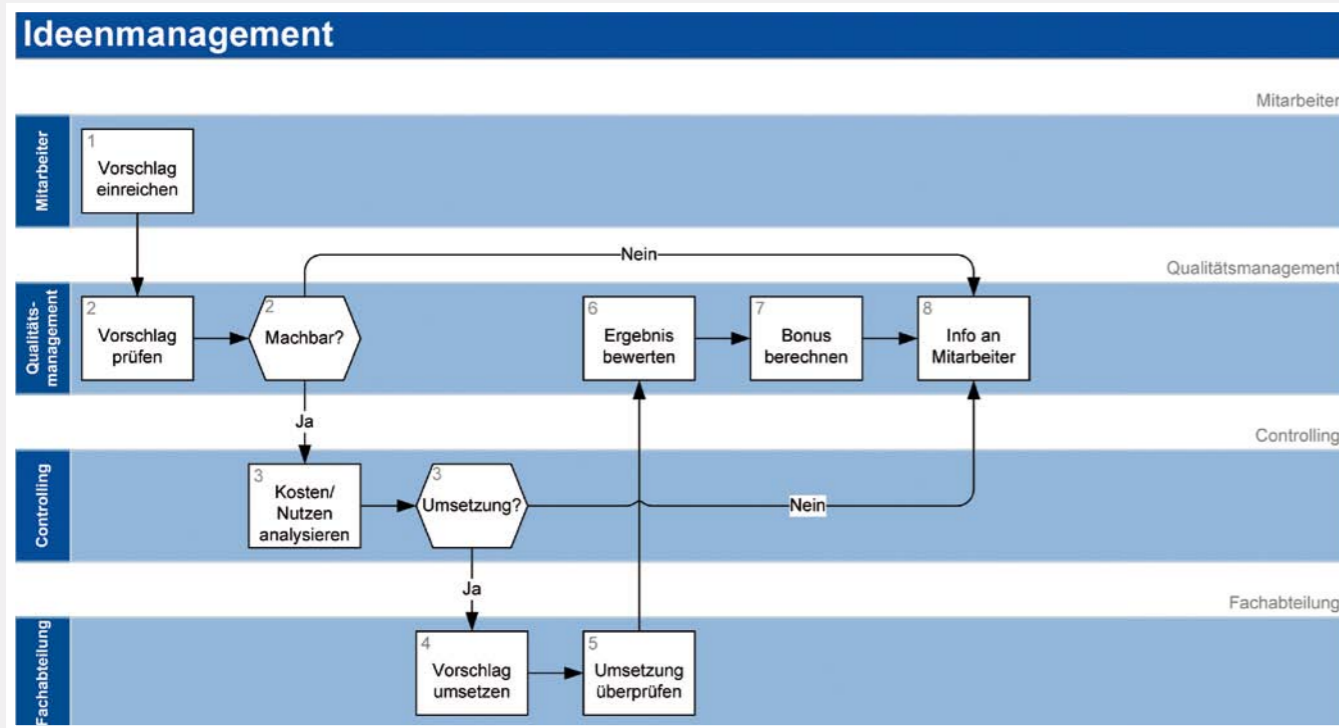 Ideenmanagement
Mitarbeiter
Mitarbeiter
1
Vorschlag
einreichen
Nein
Qualitätsmanagement
Qualitäts-
management
2
Vorschlag
prüfen
2
Machbar?
6
Ergebnis
bewerten
7
Bonus
berechnen
8
Info an
Mitarbeiter
Ja
Controlling
Controlling
3
Kosten/
Nutzen
analysieren
3
Umsetzung?
Nein
Ja
Fachabteilung
Fachabteilung
4
Vorschlag
umsetzen
5
Umsetzung
überprüfen